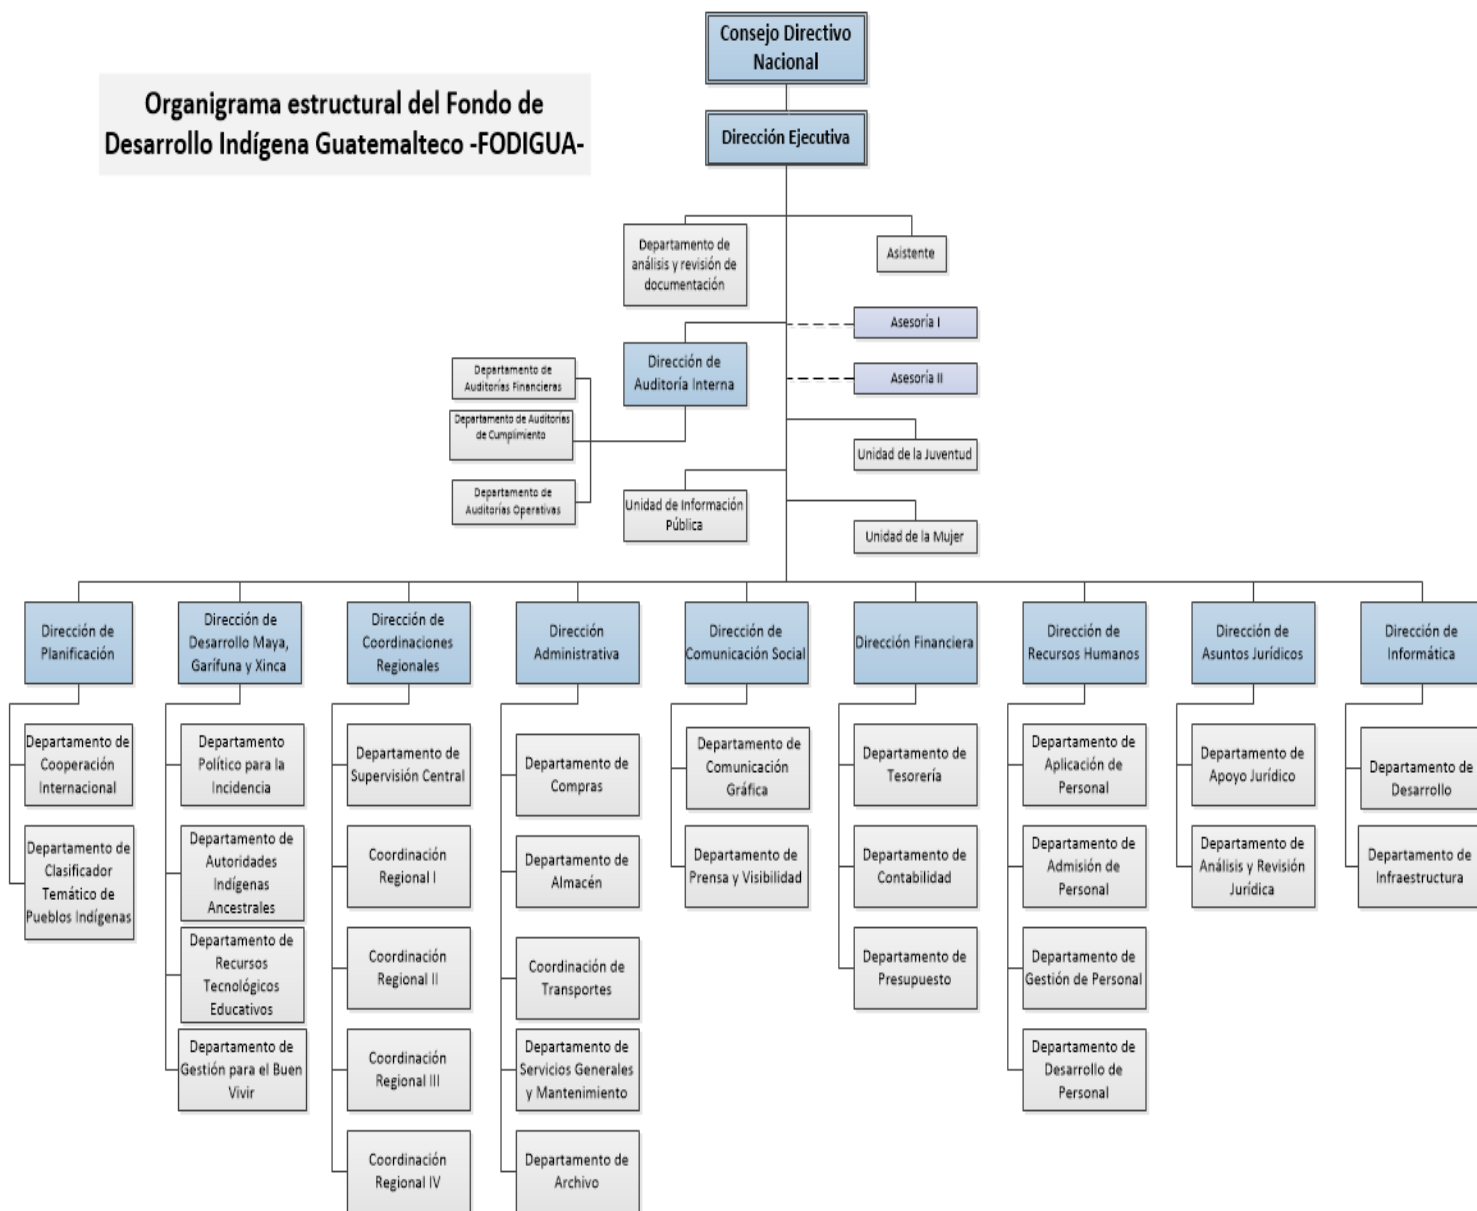 Organigrama estructural del Fondo de
Desarrollo Indígena Guatemalteco -FODIGUA-
Consejo Directivo
Nacional
Dirección Ejecutiva
Departamento de
análisis y revisión de
documentación
Asistente
Asesoría I
Dirección de
Auditoría Interna
Asesoría II
Departamento de
Auditorías Financieras
Departamento de Auditorías
de Cumplimiento
Departamento de
Auditorías Operativas
Unidad de la Juventud
Unidad de Información
Pública
Unidad de la Mujer
Dirección de
Planificación
Dirección de
Desarrollo Maya,
Garífuna y Xinca
Dirección de
Coordinaciones
Regionales
Dirección
Administrativa
Dirección de
Comunicación Social
Dirección Financiera
Dirección de
Recursos Humanos
Dirección de
Asuntos Jurídicos
Dirección de
Informática
Departamento de
Cooperación
Internacional
Departamento de
Clasificador
Temático de
Pueblos Indígenas
Departamento
Político para la
Incidencia
Departamento de
Autoridades
Indígenas
Ancestrales
Departamento de
Recursos
Tecnológicos
Educativos
Departamento de
Gestión para el Buen
Vivir
Departamento de
Supervisión Central
Coordinación
Regional I
Coordinación
Regional II
Coordinación
Regional III
Coordinación
Regional IV
Departamento de
Compras
Departamento de
Almacén
Coordinación de
Transportes
Departamento de
Servicios Generales
y Mantenimiento
Departamento de
Archivo
Departamento de
Comunicación
Gráfica
Departamento de
Prensa y Visibilidad
Departamento de
Tesorería
Departamento de
Contabilidad
Departamento de
Presupuesto
Departamento de
Aplicación de
Personal
Departamento de
Admisión de
Personal
Departamento de
Gestión de Personal
Departamento de
Desarrollo de
Personal
Departamento de
Apoyo Jurídico
Departamento de
Análisis y Revisión
Jurídica
Departamento de
Desarrollo
Departamento de
Infraestructura